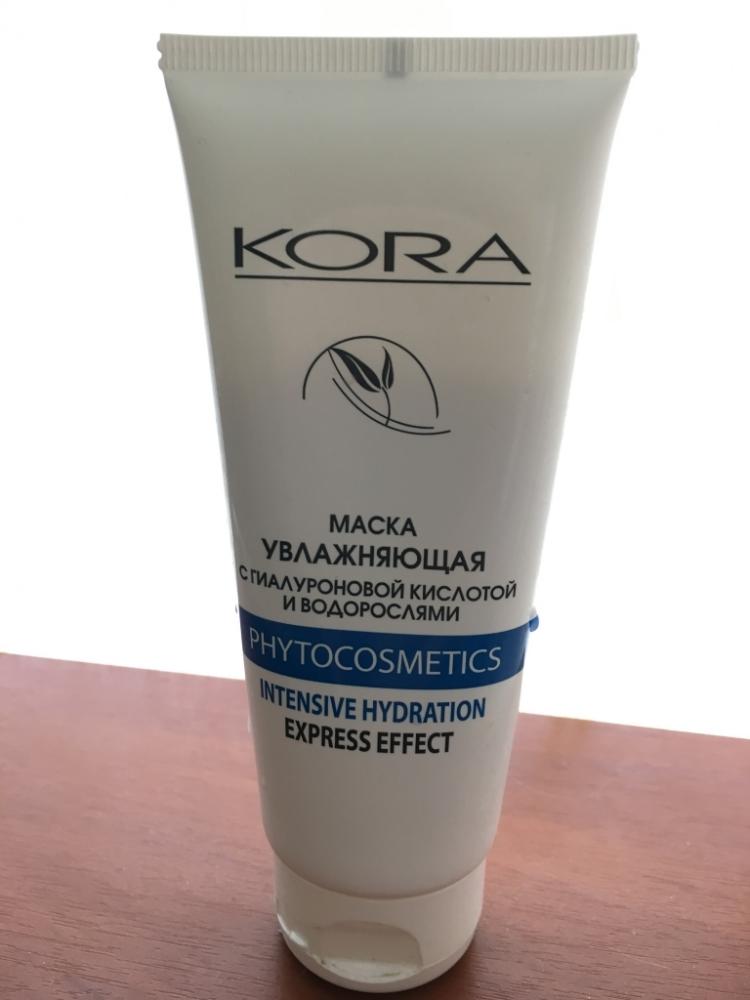 KORA
МАСКА
УВЛАЖНЯЮЩАЯ
С ГИАЛУРОНОВОЙ КИСЛОТОЙ
И ВОДОРОСЛЯМИ
PHYTOCOSMETICS
INTENSIVE HYDRATION
EXPRESS EFFECT